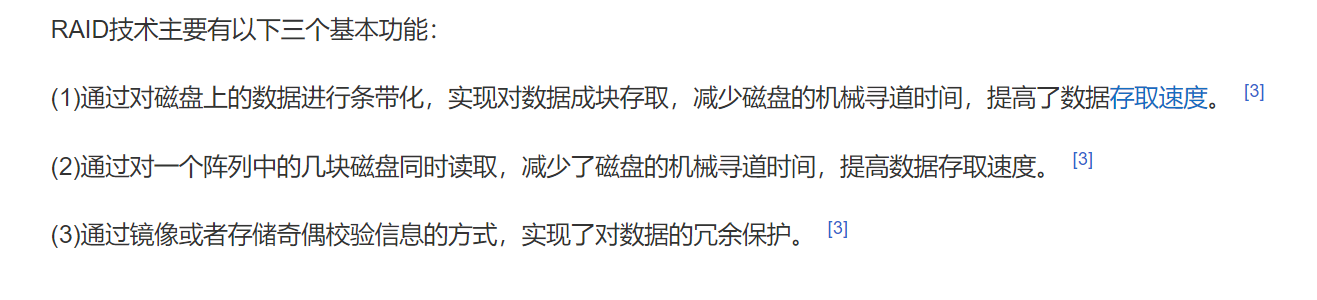 RAID技术主要有以下三个基本功能：
(1)通过对磁盘上的数据进行条带化，实现对数据成块存取，减少磁盘的机械寻道时间，提高了数据存取速度。 [3]
(2)通过对一个阵列中的几块磁盘同时读取，减少了磁盘的机械寻道时间，提高数据存取速度。 [3]
(3)通过镜像或者存储奇偶校验信息的方式，实现了对数据的冗余保护。 [3]